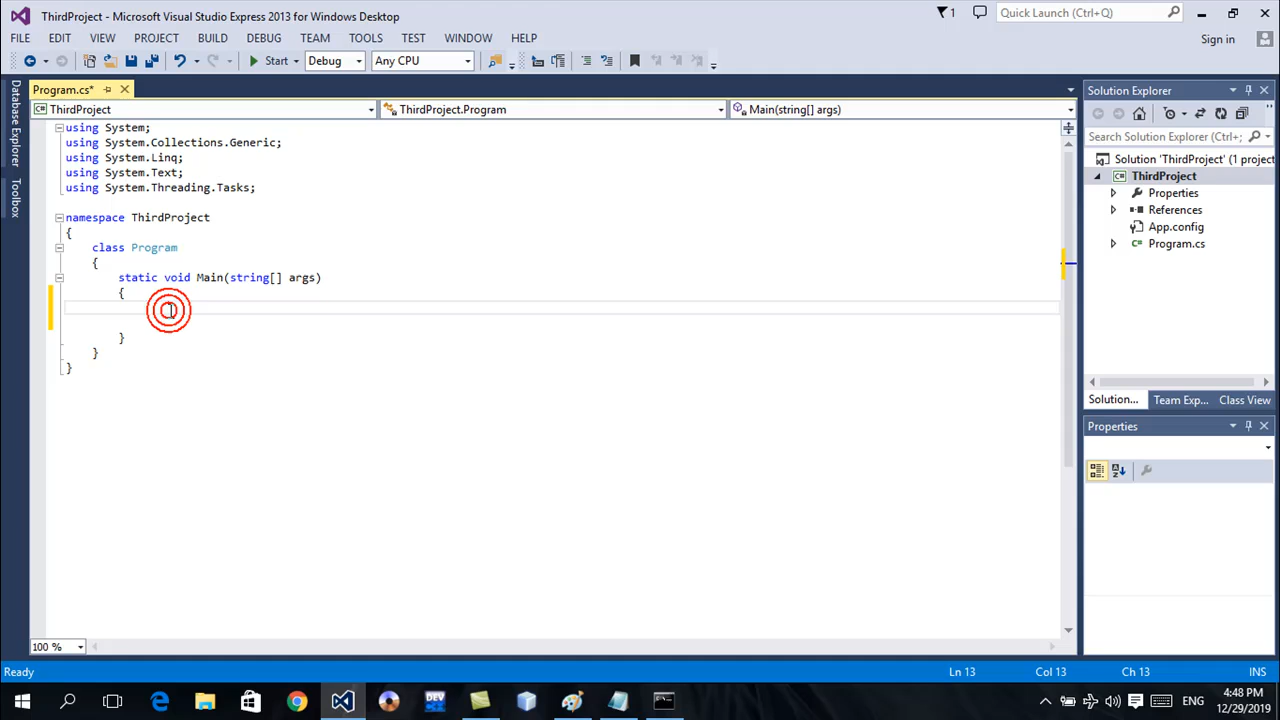 ThirdProject - Microsoft Visual Studio Express 2013 for Windows Desktop
1
Quick Launch (Ctrl+Q)
FILE EDIT VIEW PROJECT BUILD DEBUG TEAM TOOLS TEST WINDOW HELP
Sign in
Start Debug Any CPU
Program.cs*
Solution Explorer
Database Explorer
Toolbox
ThirdProject
ThirdProject.Program
Main(string[] args)
Search Solution Explorer (Ctrl+;)
using System;
using System.Collections.Generic;
using System.Linq;
using System.Text;
using System.Threading.Tasks;
namespace ThirdProject
{
class Program
{
static void Main(string[] args)
{
}
}
}
Solution 'ThirdProject' (1 project
ThirdProject
Properties
References
App.config
Program.cs
Solution... Team Exp... Class View
Properties
100 %
Ready
Ln 13
Col 13
Ch 13
INS
DEV
ENG
4:48 PM
12/29/2019